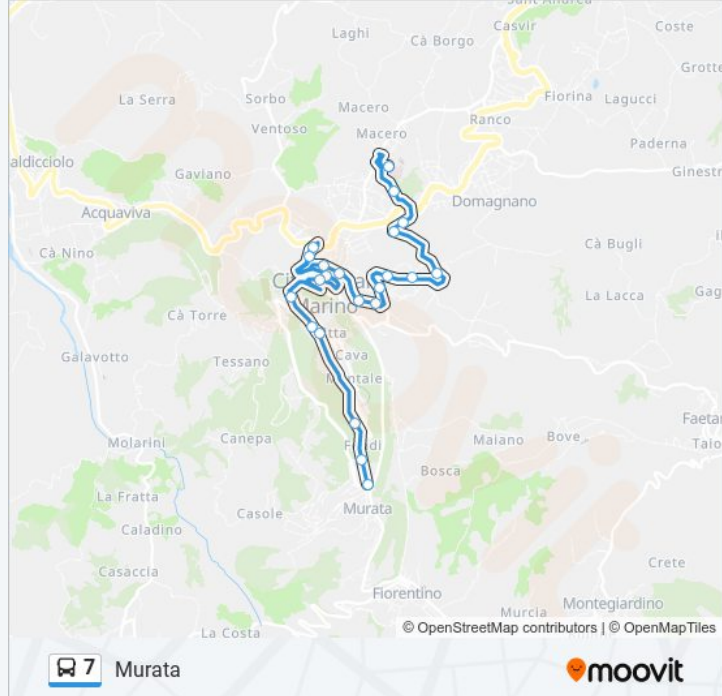 Sant'Andrea
Casvir
Laghi
Cà Borgo
Coste
Grotte
La Serra
Sorbo
Macero
Fiorina
Lagucci
Ventoso
Macero
Ranco
Paderna
aldicciolo
Gaviano
Ginestr
Acquaviva
Domagnano
Cà Nino
Cà Bugli
La Lacca
Gag
Marino
Cà Torre
Galavotto
Tessano
Cava
Montale
Faetan
Molarini
Canepa
Maiano
Bove
Taio
Bosca
La Fratta
Casole
Murata
Caladino
Casaccia
Crete
Fiorentino
Montegiardino
Murcia
La Costa
© OpenStreetMap contributors | © OpenMapTiles
7 Murata
moovit